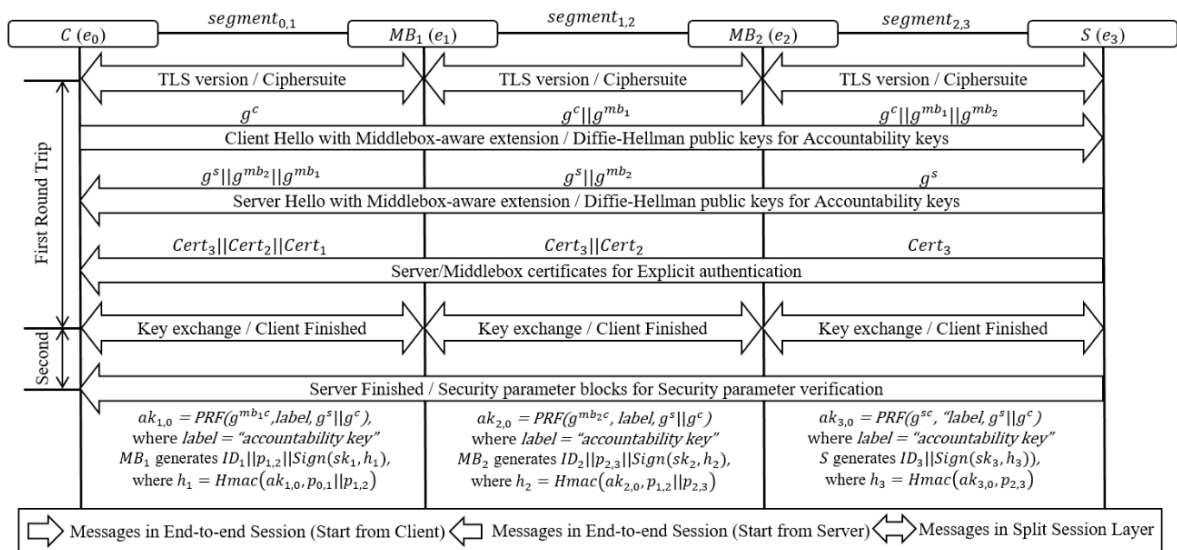 segment₀,₁ segment₁,₂ segment₂,₃
C (e₀) MB₁ (e₁) MB₂ (e₂) S (e₃)
TLS version / Ciphersuite TLS version / Ciphersuite TLS version / Ciphersuite
g^c g^c||g^{mb₁} g^c||g^{mb₁}||g^{mb₂}
Client Hello with Middlebox-aware extension / Diffie-Hellman public keys for Accountability keys
g^s||g^{mb₂}||g^{mb₁} g^s||g^{mb₂} g^s
Server Hello with Middlebox-aware extension / Diffie-Hellman public keys for Accountability keys
First Round Trip
Cert₃||Cert₂||Cert₁ Cert₃||Cert₂ Cert₃
Server/Middlebox certificates for Explicit authentication
Key exchange / Client Finished Key exchange / Client Finished Key exchange / Client Finished
Second
Server Finished / Security parameter blocks for Security parameter verification
ak₁,₀ = PRF(g^{mb₁c},label, g^s||g^c),
where label = “accountability key”
MB₁ generates ID₁||p₁,₂||Sign(sk₁, h₁),
where h₁ = Hmac(ak₁,₀, p₀,₁||p₁,₂)
ak₂,₀ = PRF(g^{mb₂c}, label, g^s||g^c)
where label = “accountability key”
MB₂ generates ID₂||p₂,₃||Sign(sk₂, h₂),
where h₂ = Hmac(ak₂,₀, p₁,₂||p₂,₃)
ak₃,₀ = PRF(g^{sc}, “label, g^s||g^c)
where label = “accountability key”
S generates ID₃||Sign(sk₃, h₃)),
where h₃ = Hmac(ak₃,₀, p₂,₃)
Messages in End-to-end Session (Start from Client) Messages in End-to-end Session (Start from Server) Messages in Split Session Layer